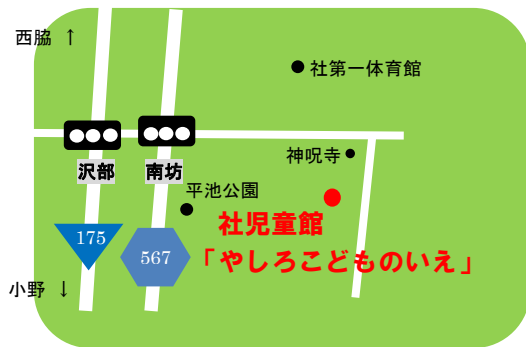 西脇 ↑
社第一体育館
沢部
南坊
神呪寺
平池公園
175
567
社児童館
「やしろこどものいえ」
小野 ↓